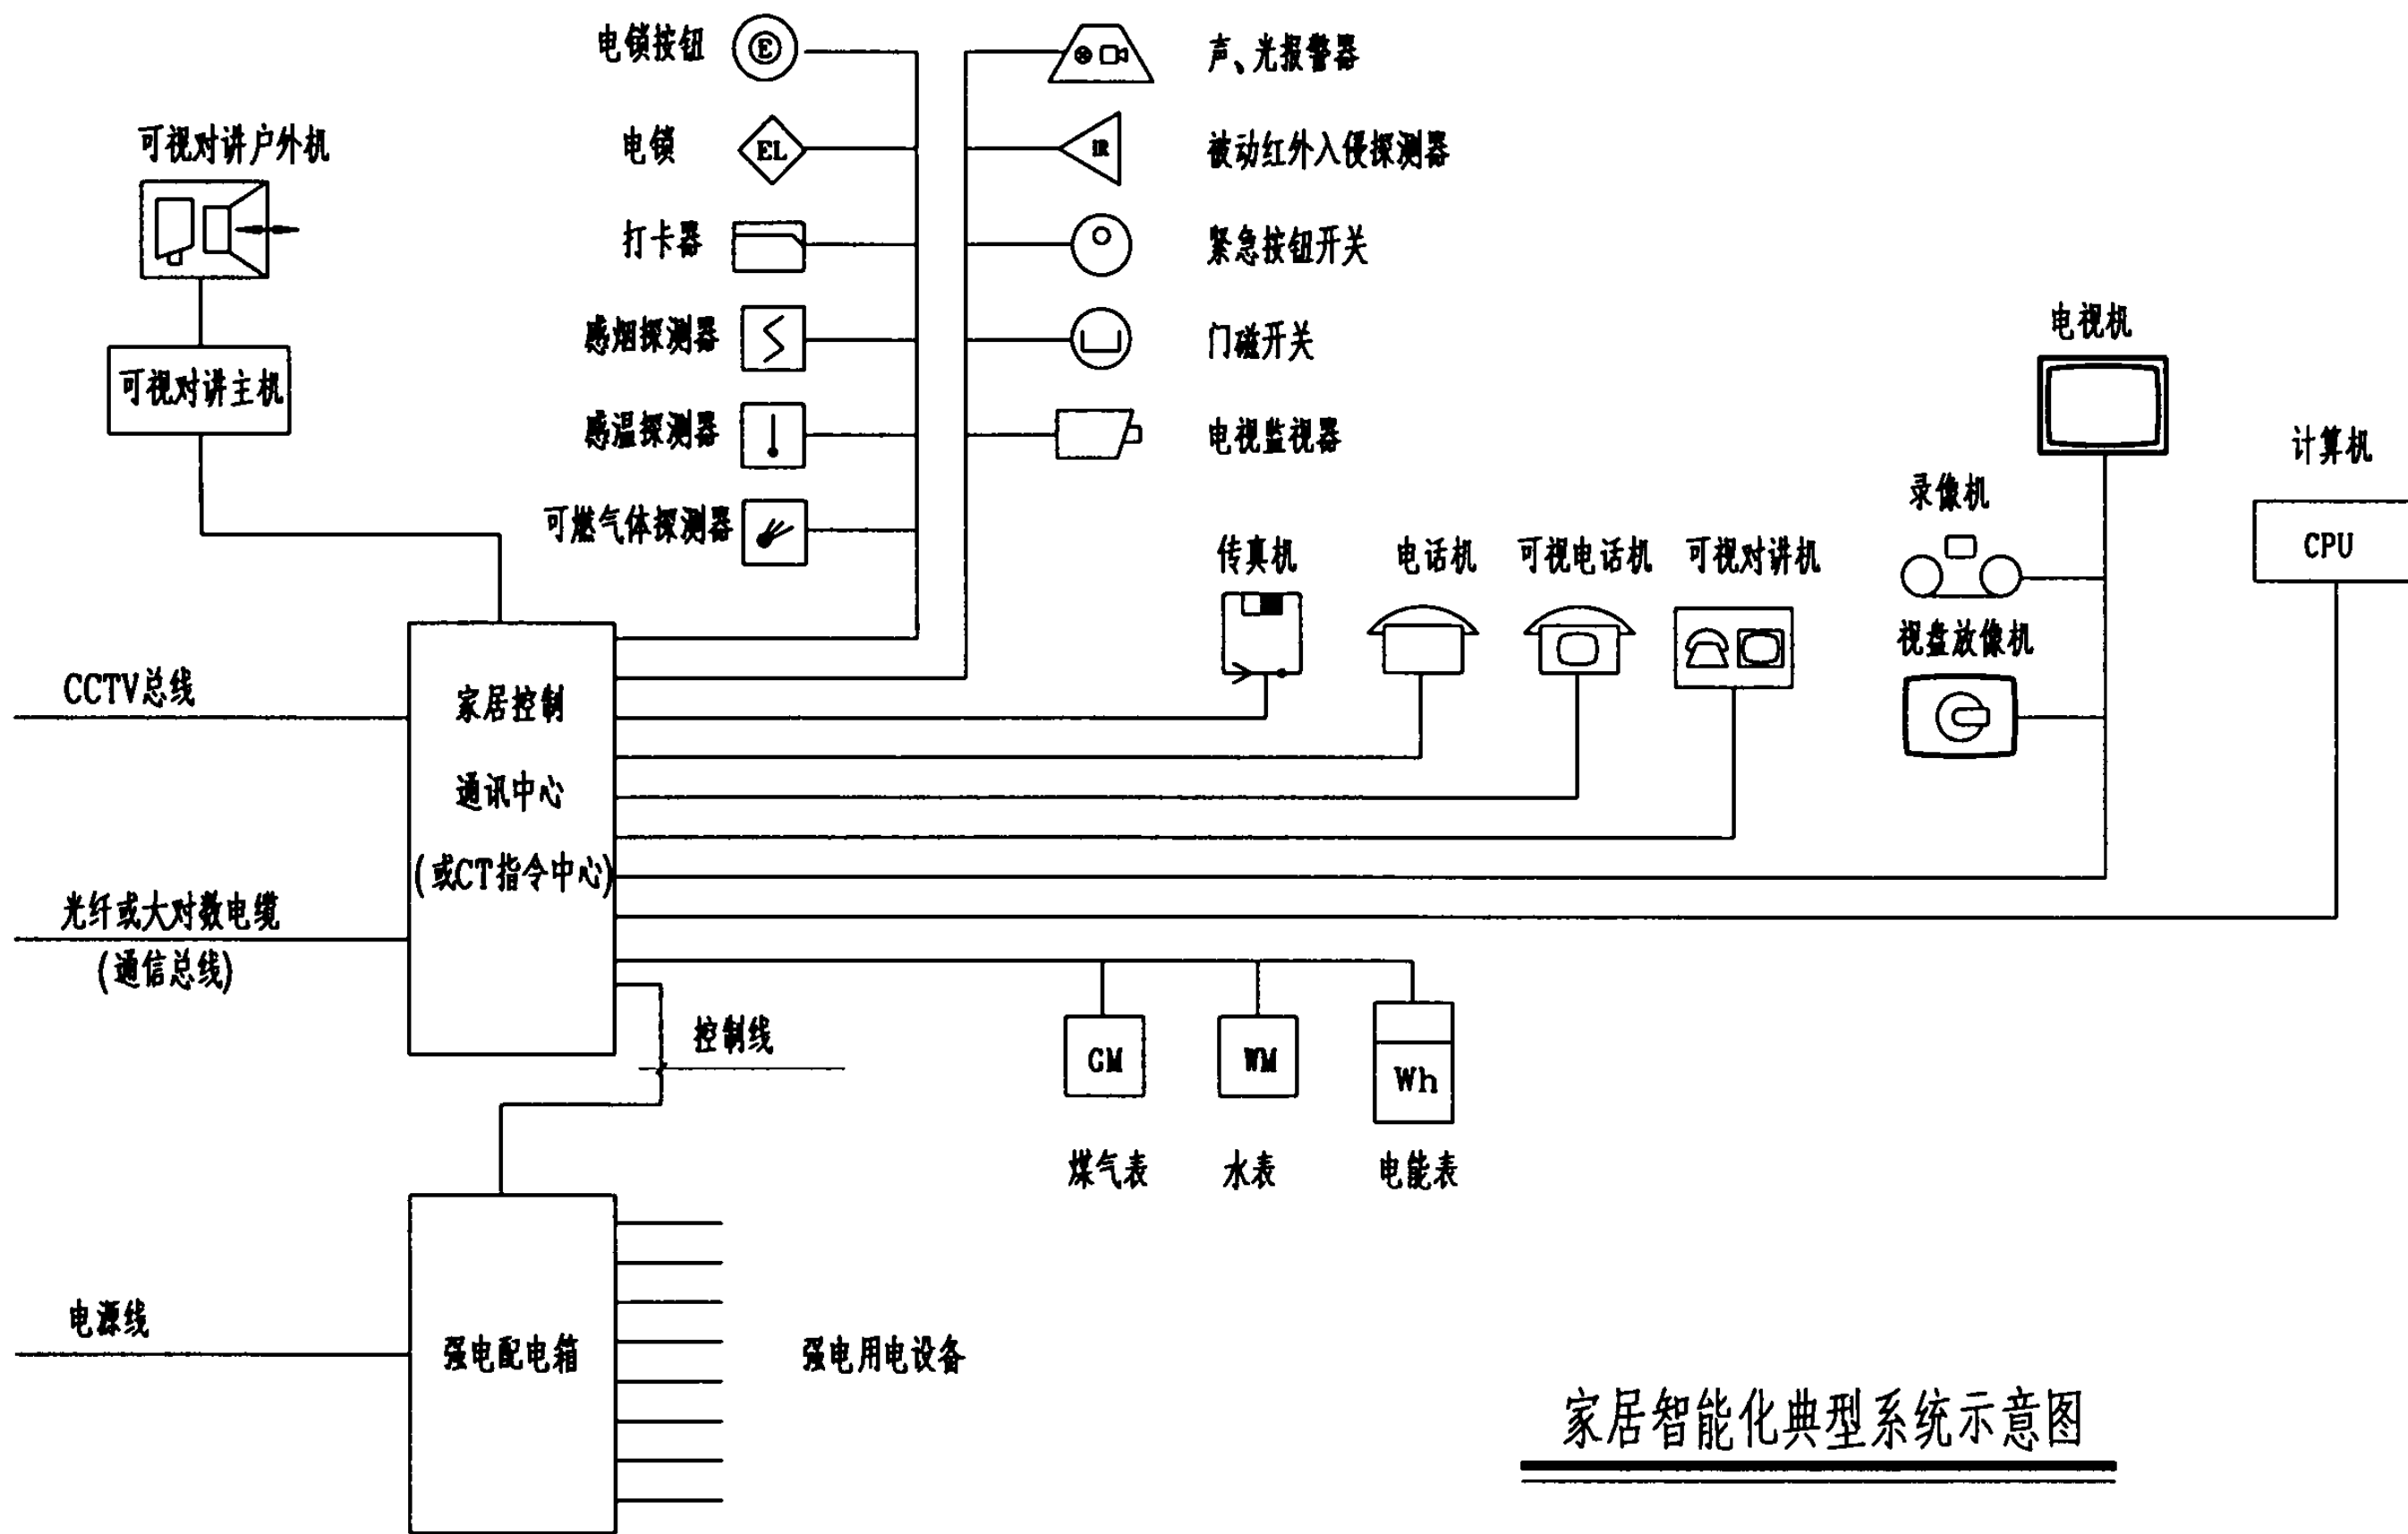 电锁按钮
E
声、光报警器
可视对讲户外机
电锁
EL
IR
被动红外入侵探测器
打卡器
紧急按钮开关
感烟探测器
门磁开关
电视机
可视对讲主机
感温探测器
电视监视器
计算机
录像机
可燃气体探测器
CPU
传真机
电话机
可视电话机
可视对讲机
视盘放像机
CCTV总线
家居控制
通讯中心
(或CT指令中心)
光纤或大对数电缆
(通信总线)
控制线
GM
WM
Wh
煤气表
水表
电能表
电源线
强电配电箱
强电用电设备
家居智能化典型系统示意图